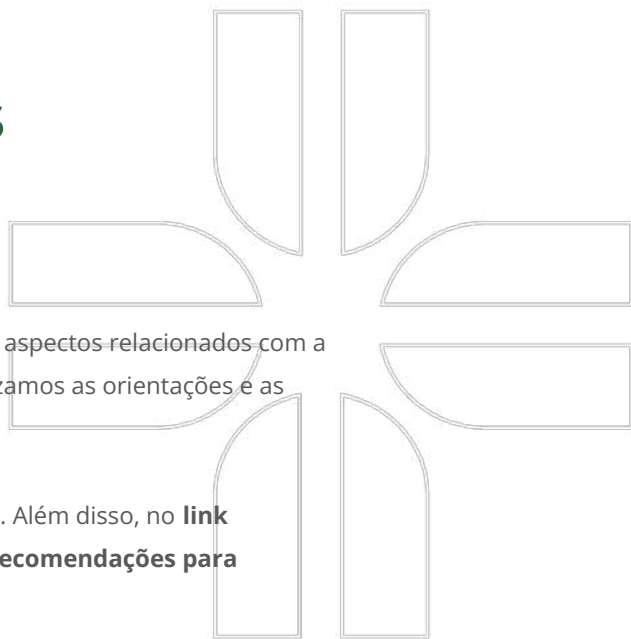 s
aspectos relacionados com a
zamos as orientações e as
. Além disso, no link
ecomendações para